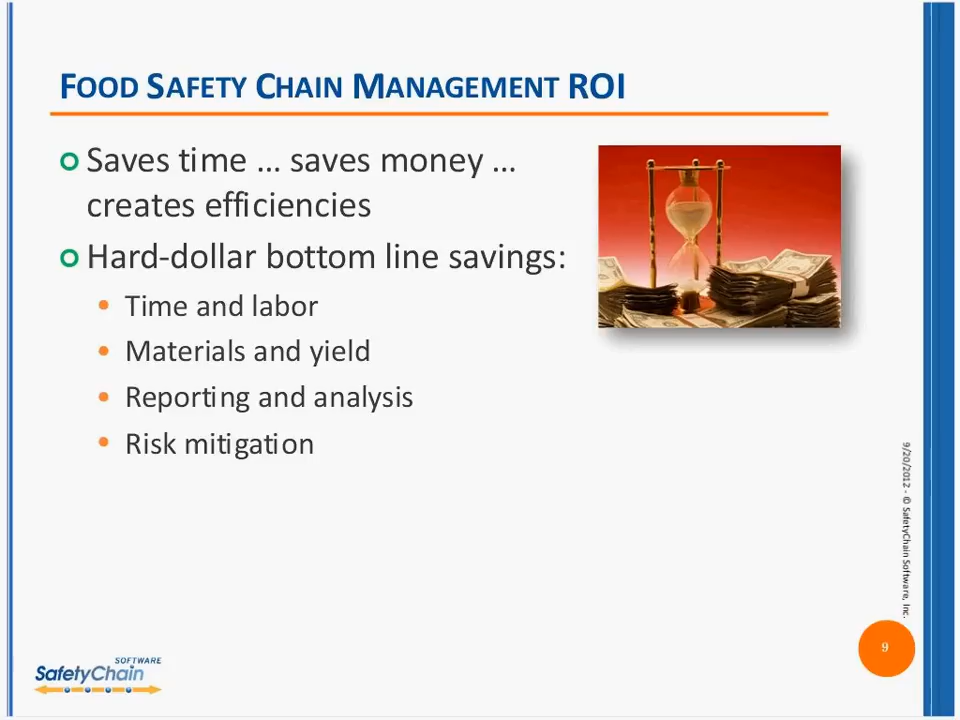 FOOD SAFETY CHAIN MANAGEMENT ROI
Saves time … saves money …
creates efficiencies
Hard-dollar bottom line savings:
• Time and labor
• Materials and yield
• Reporting and analysis
• Risk mitigation
9/20/2012 - © SafetyChain Software, Inc.
9
SOFTWARE
SafetyChain